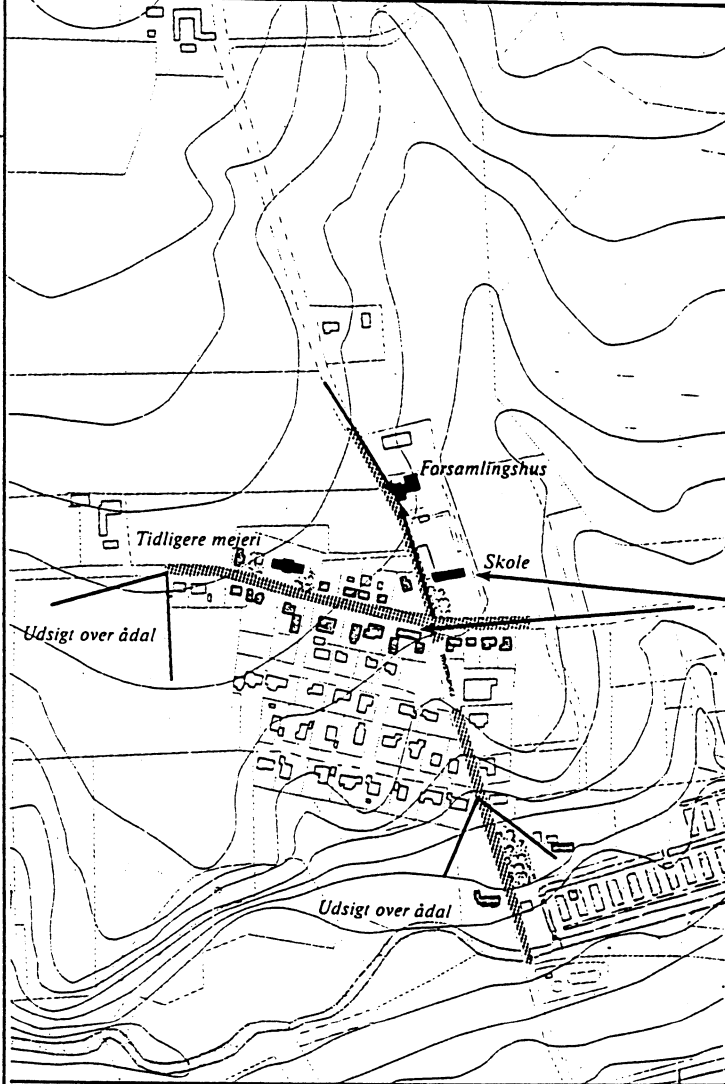 Forsamlingshus
Tidligere mejeri
Skole
Udsigt over ådal
Udsigt over ådal